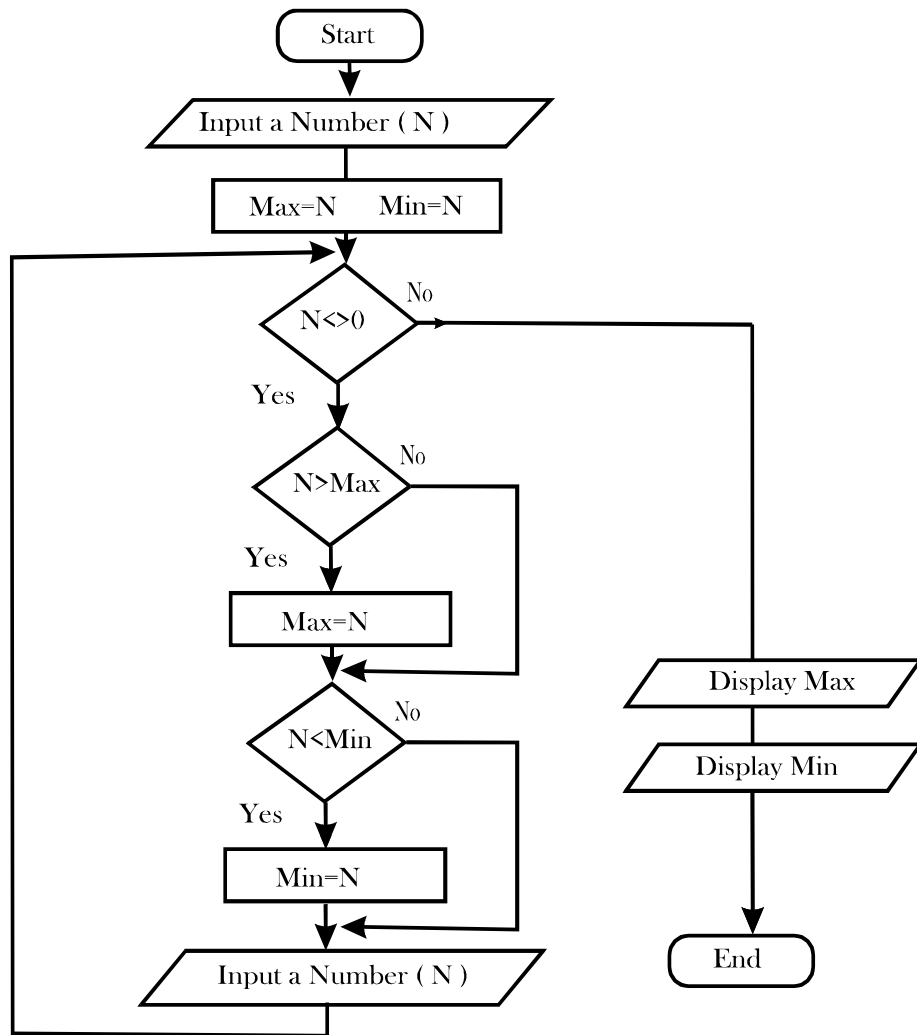 Start
Input a Number ( N )
Max=N Min=N
N<>0
No
Yes
N>Max
No
Yes
Max=N
N<Min
No
Yes
Min=N
Input a Number ( N )
Display Max
Display Min
End